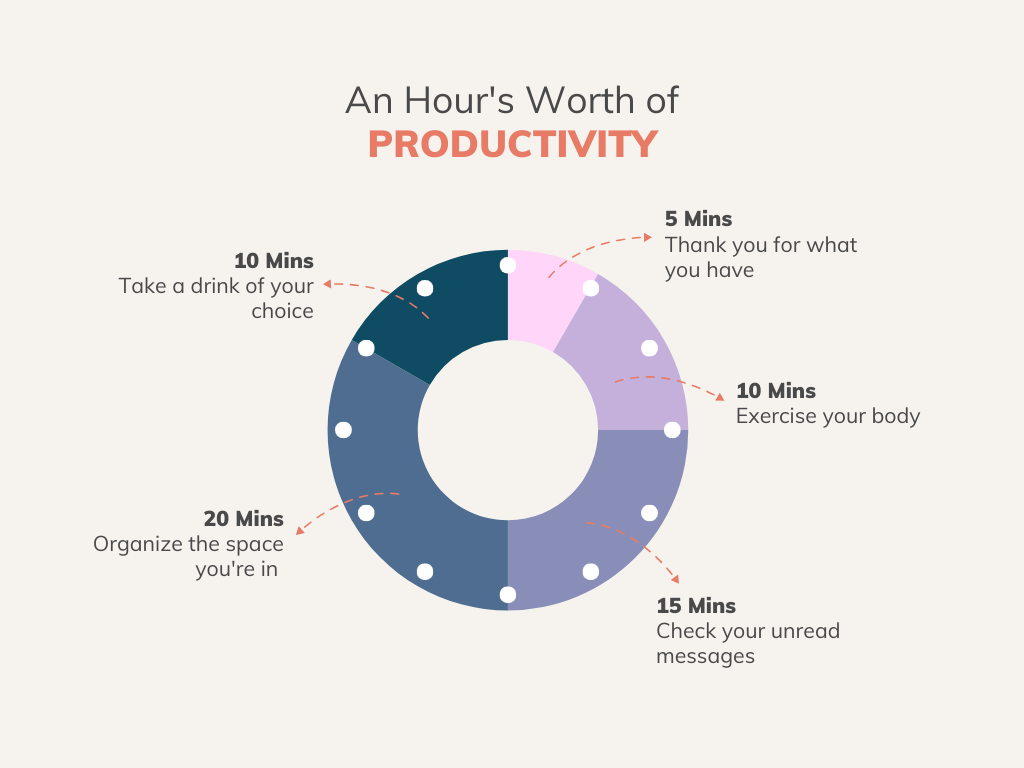 An Hour's Worth of
PRODUCTIVITY
5 Mins
Thank you for what
you have
10 Mins
Exercise your body
15 Mins
Check your unread
messages
20 Mins
Organize the space
you're in
10 Mins
Take a drink of your
choice